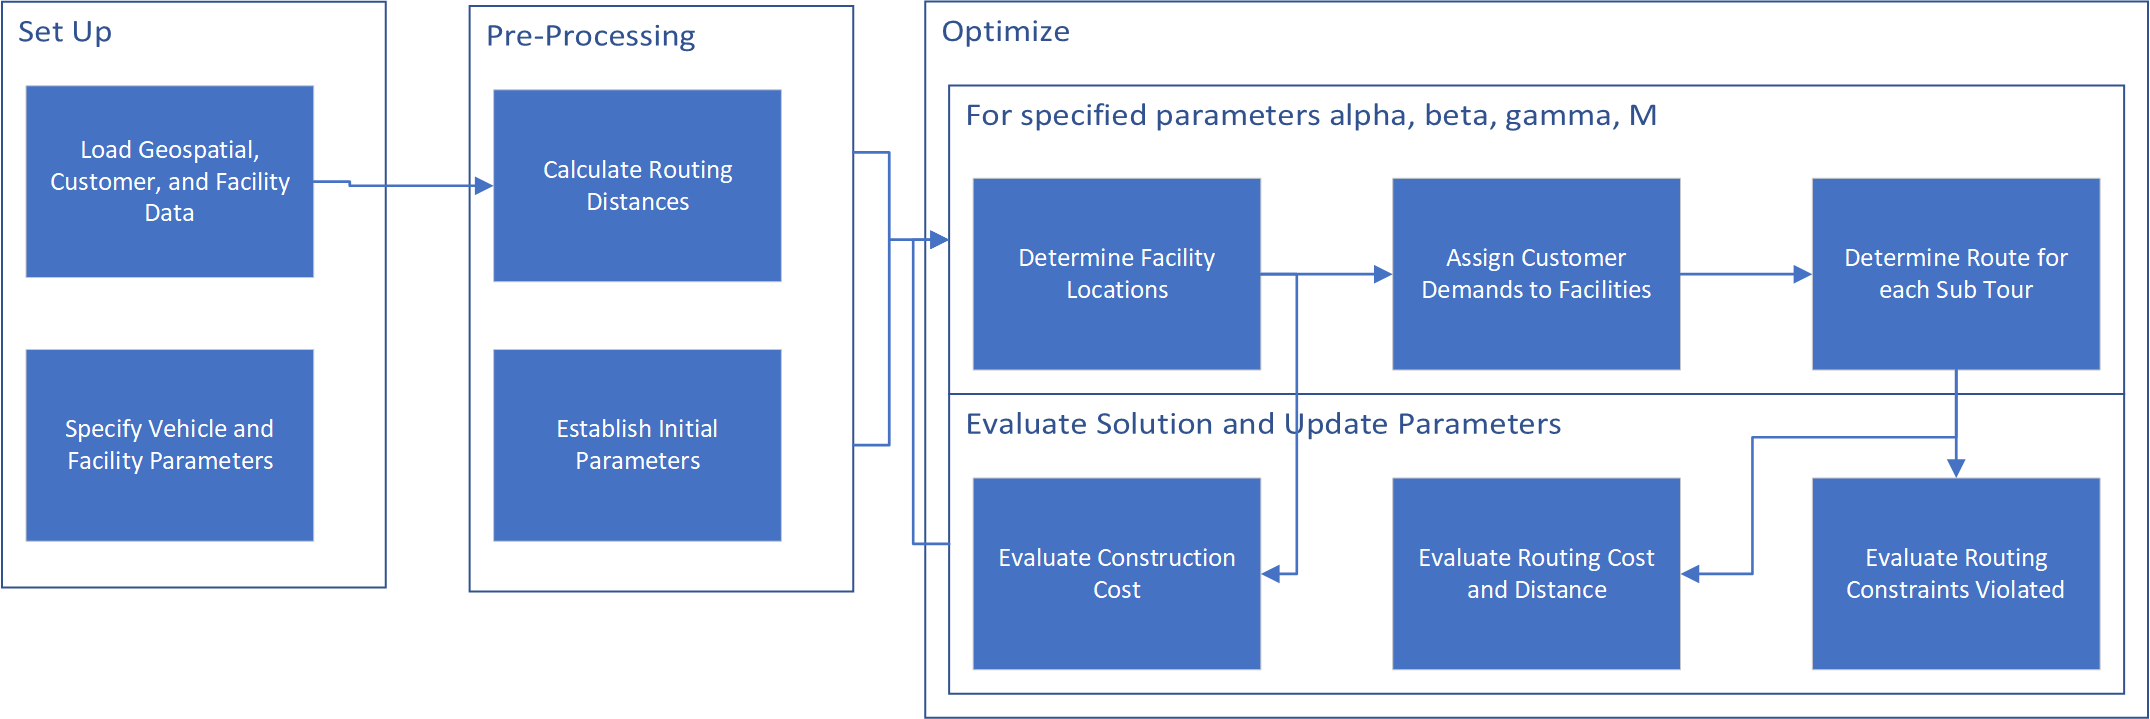 Set Up
Load Geospatial,
Customer, and Facility
Data
Specify Vehicle and
Facility Parameters
Pre-Processing
Calculate Routing
Distances
Establish Initial
Parameters
Optimize
For specified parameters alpha, beta, gamma, M
Determine Facility
Locations
Assign Customer
Demands to Facilities
Determine Route for
each Sub Tour
Evaluate Solution and Update Parameters
Evaluate Construction
Cost
Evaluate Routing Cost
and Distance
Evaluate Routing
Constraints Violated